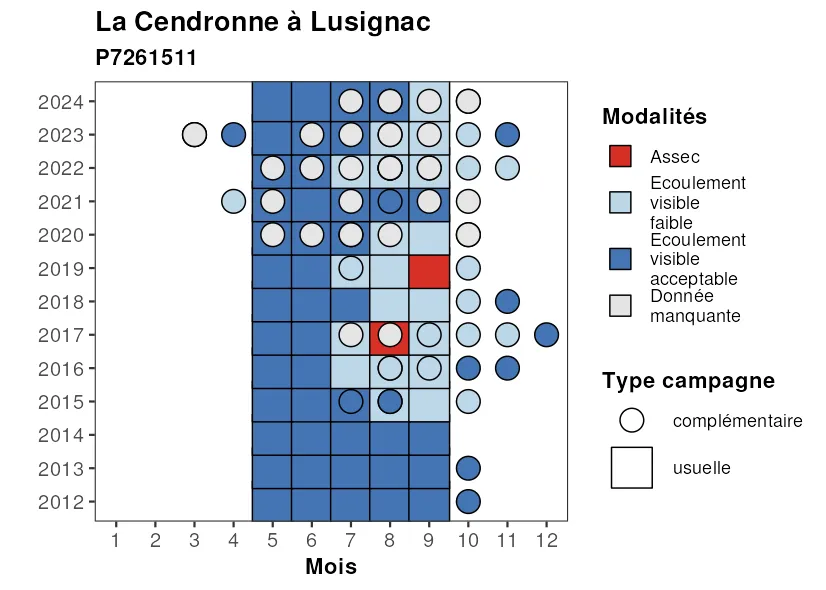 La Cendronne à Lusignac
P7261511
2024
2023
2022
2021
2020
2019
2018
2017
2016
2015
2014
2013
2012
1 2 3 4 5 6 7 8 9 10 11 12
Mois
Modalités
Assec
Ecoulement
visible
faible
Ecoulement
visible
acceptable
Donnée
manquante
Type campagne
complémentaire
usuelle